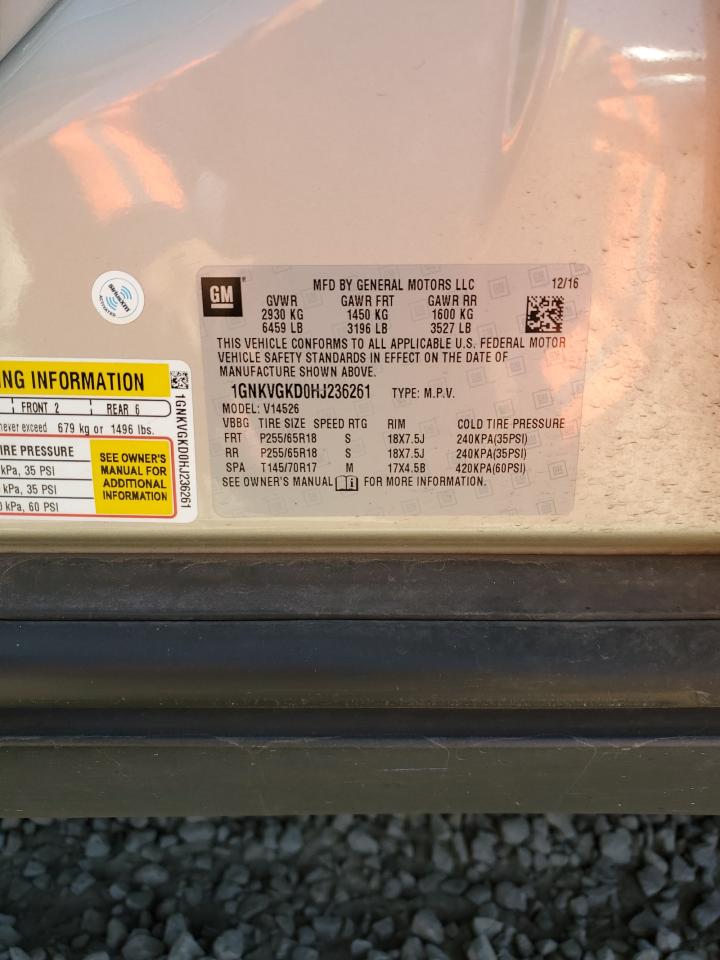 GM
MFD BY GENERAL MOTORS LLC 12/16
GVWR GAWR FRT GAWR RR
2930 KG 1450 KG 1600 KG
6459 LB 3196 LB 3527 LB
THIS VEHICLE CONFORMS TO ALL APPLICABLE U.S. FEDERAL MOTOR
VEHICLE SAFETY STANDARDS IN EFFECT ON THE DATE OF
MANUFACTURE SHOWN ABOVE.
1GNKVGKD0HJ236261 TYPE: M.P.V.
MODEL: V14526
VBBG TIRE SIZE SPEED RTG RIM COLD TIRE PRESSURE
FRT P255/65R18 S 18X7.5J 240KPA(35PSI)
RR P255/65R18 S 18X7.5J 240KPA(35PSI)
SPA T145/70R17 M 17X4.5B 420KPA(60PSI)
SEE OWNER'S MANUAL FOR MORE INFORMATION.
SIRIUSXM
ACTIVATED
NG INFORMATION
FRONT 2 REAR 6
never exceed 679 kg or 1496 lbs.
IRE PRESSURE
kPa, 35 PSI
kPa, 35 PSI
0 kPa, 60 PSI
SEE OWNER'S
MANUAL FOR
ADDITIONAL
INFORMATION
1GNKVGKD0HJ236261